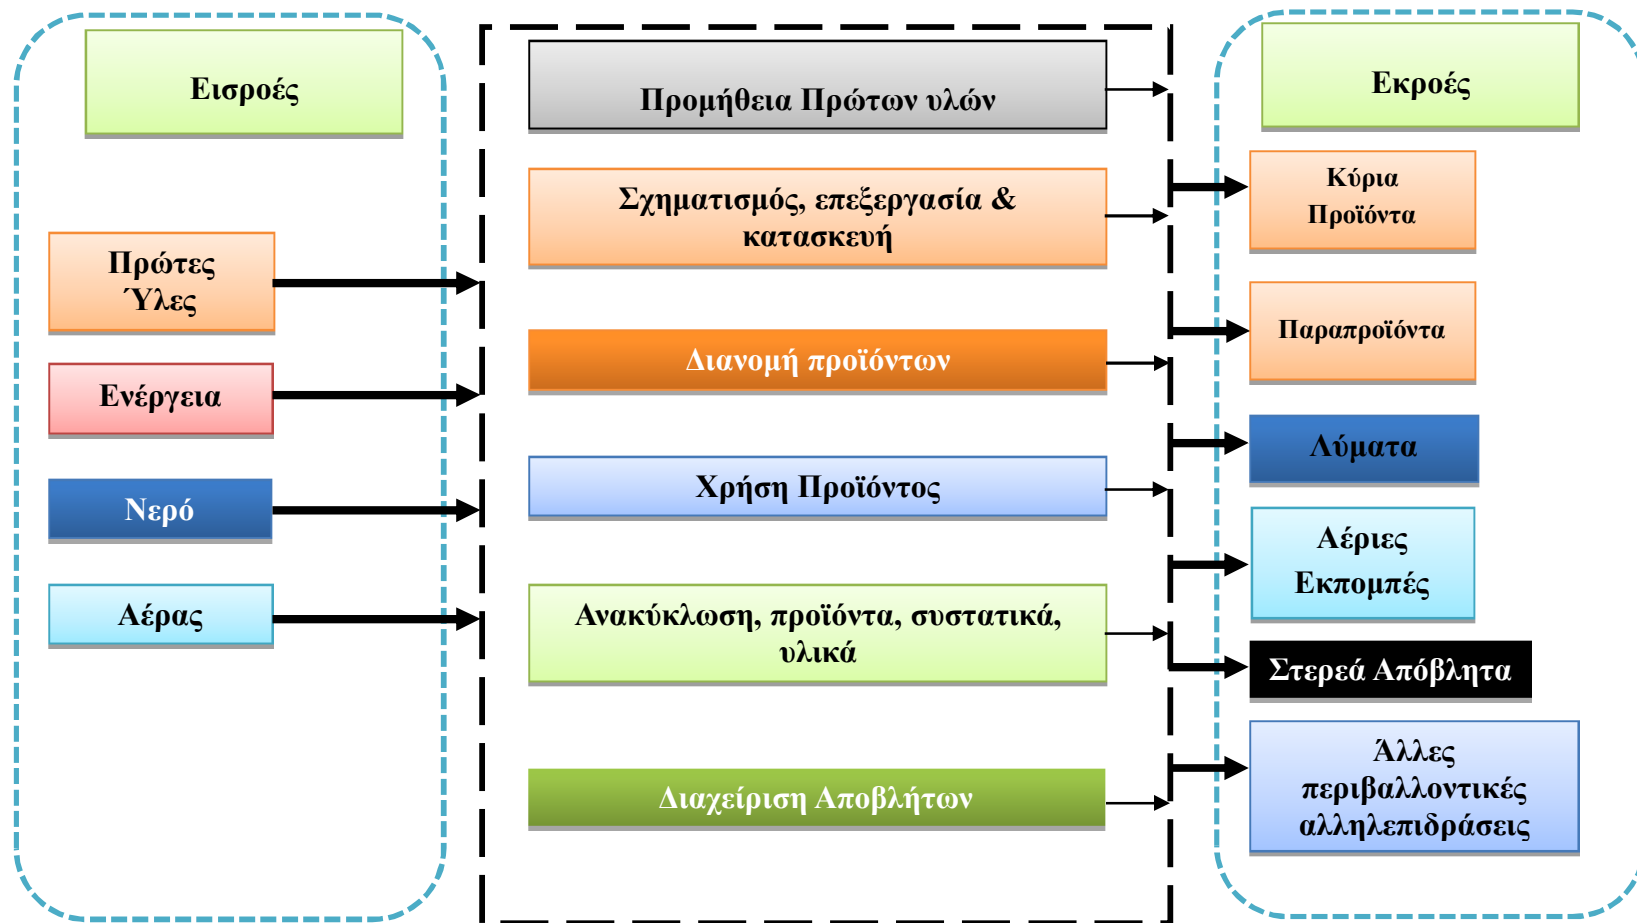 Εισροές
Πρώτες
Ύλες
Ενέργεια
Νερό
Αέρας
Προμήθεια Πρώτων υλών
Σχηματισμός, επεξεργασία &
κατασκευή
Διανομή προϊόντων
Χρήση Προϊόντος
Ανακύκλωση, προϊόντα, συστατικά,
υλικά
Διαχείριση Αποβλήτων
Εκροές
Κύρια
Προϊόντα
Παραπροϊόντα
Λύματα
Αέριες
Εκπομπές
Στερεά Απόβλητα
Άλλες
περιβαλλοντικές
αλληλεπιδράσεις